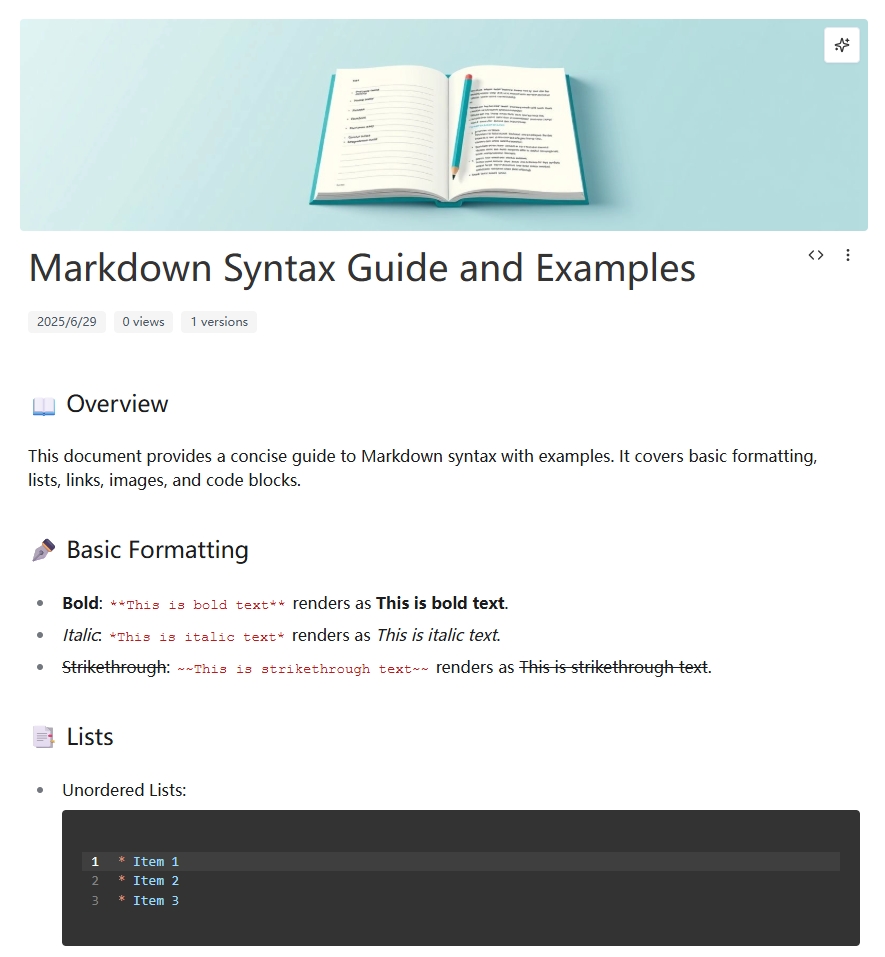 Markdown Syntax Guide and Examples
2025/6/29 0 views 1 versions
Overview
This document provides a concise guide to Markdown syntax with examples. It covers basic formatting,
lists, links, images, and code blocks.
Basic Formatting
• Bold: **This is bold text** renders as This is bold text.
• Italic: *This is italic text* renders as This is italic text.
• Strikethrough: ~~This is strikethrough text~~ renders as This is strikethrough text.
Lists
• Unordered Lists:
1 * Item 1
2 * Item 2
3 * Item 3